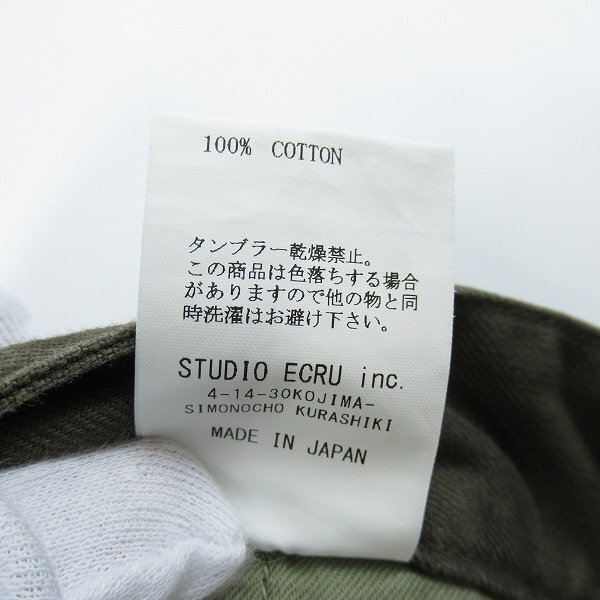 100% COTTON
タンブラー乾燥禁止。
この商品は色落ちする場合
がありますので他の物と同
時洗濯はお避け下さい。
STUDIO ECRU inc.
4-14-30KOJIMA-
SIMONOCHO KURASHIKI
MADE IN JAPAN